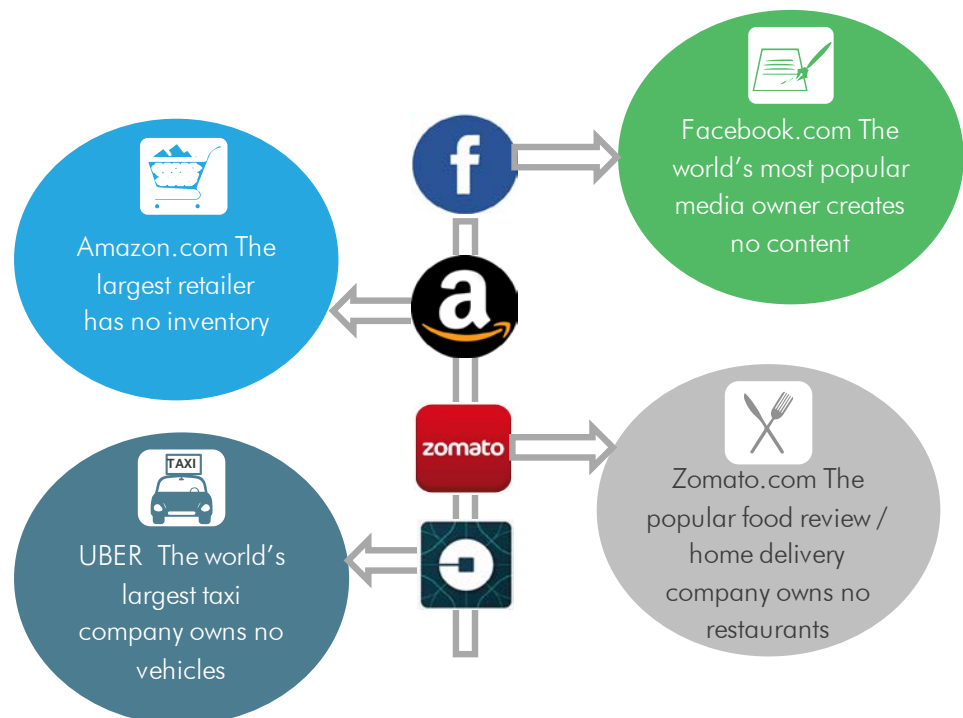 f
Facebook.com The
world's most popular
media owner creates
no content
a
Amazon.com The
largest retailer
has no inventory
zomato
Zomato.com The
popular food review /
home delivery
company owns no
restaurants
TAXI
UBER  The world's
largest taxi
company owns no
vehicles